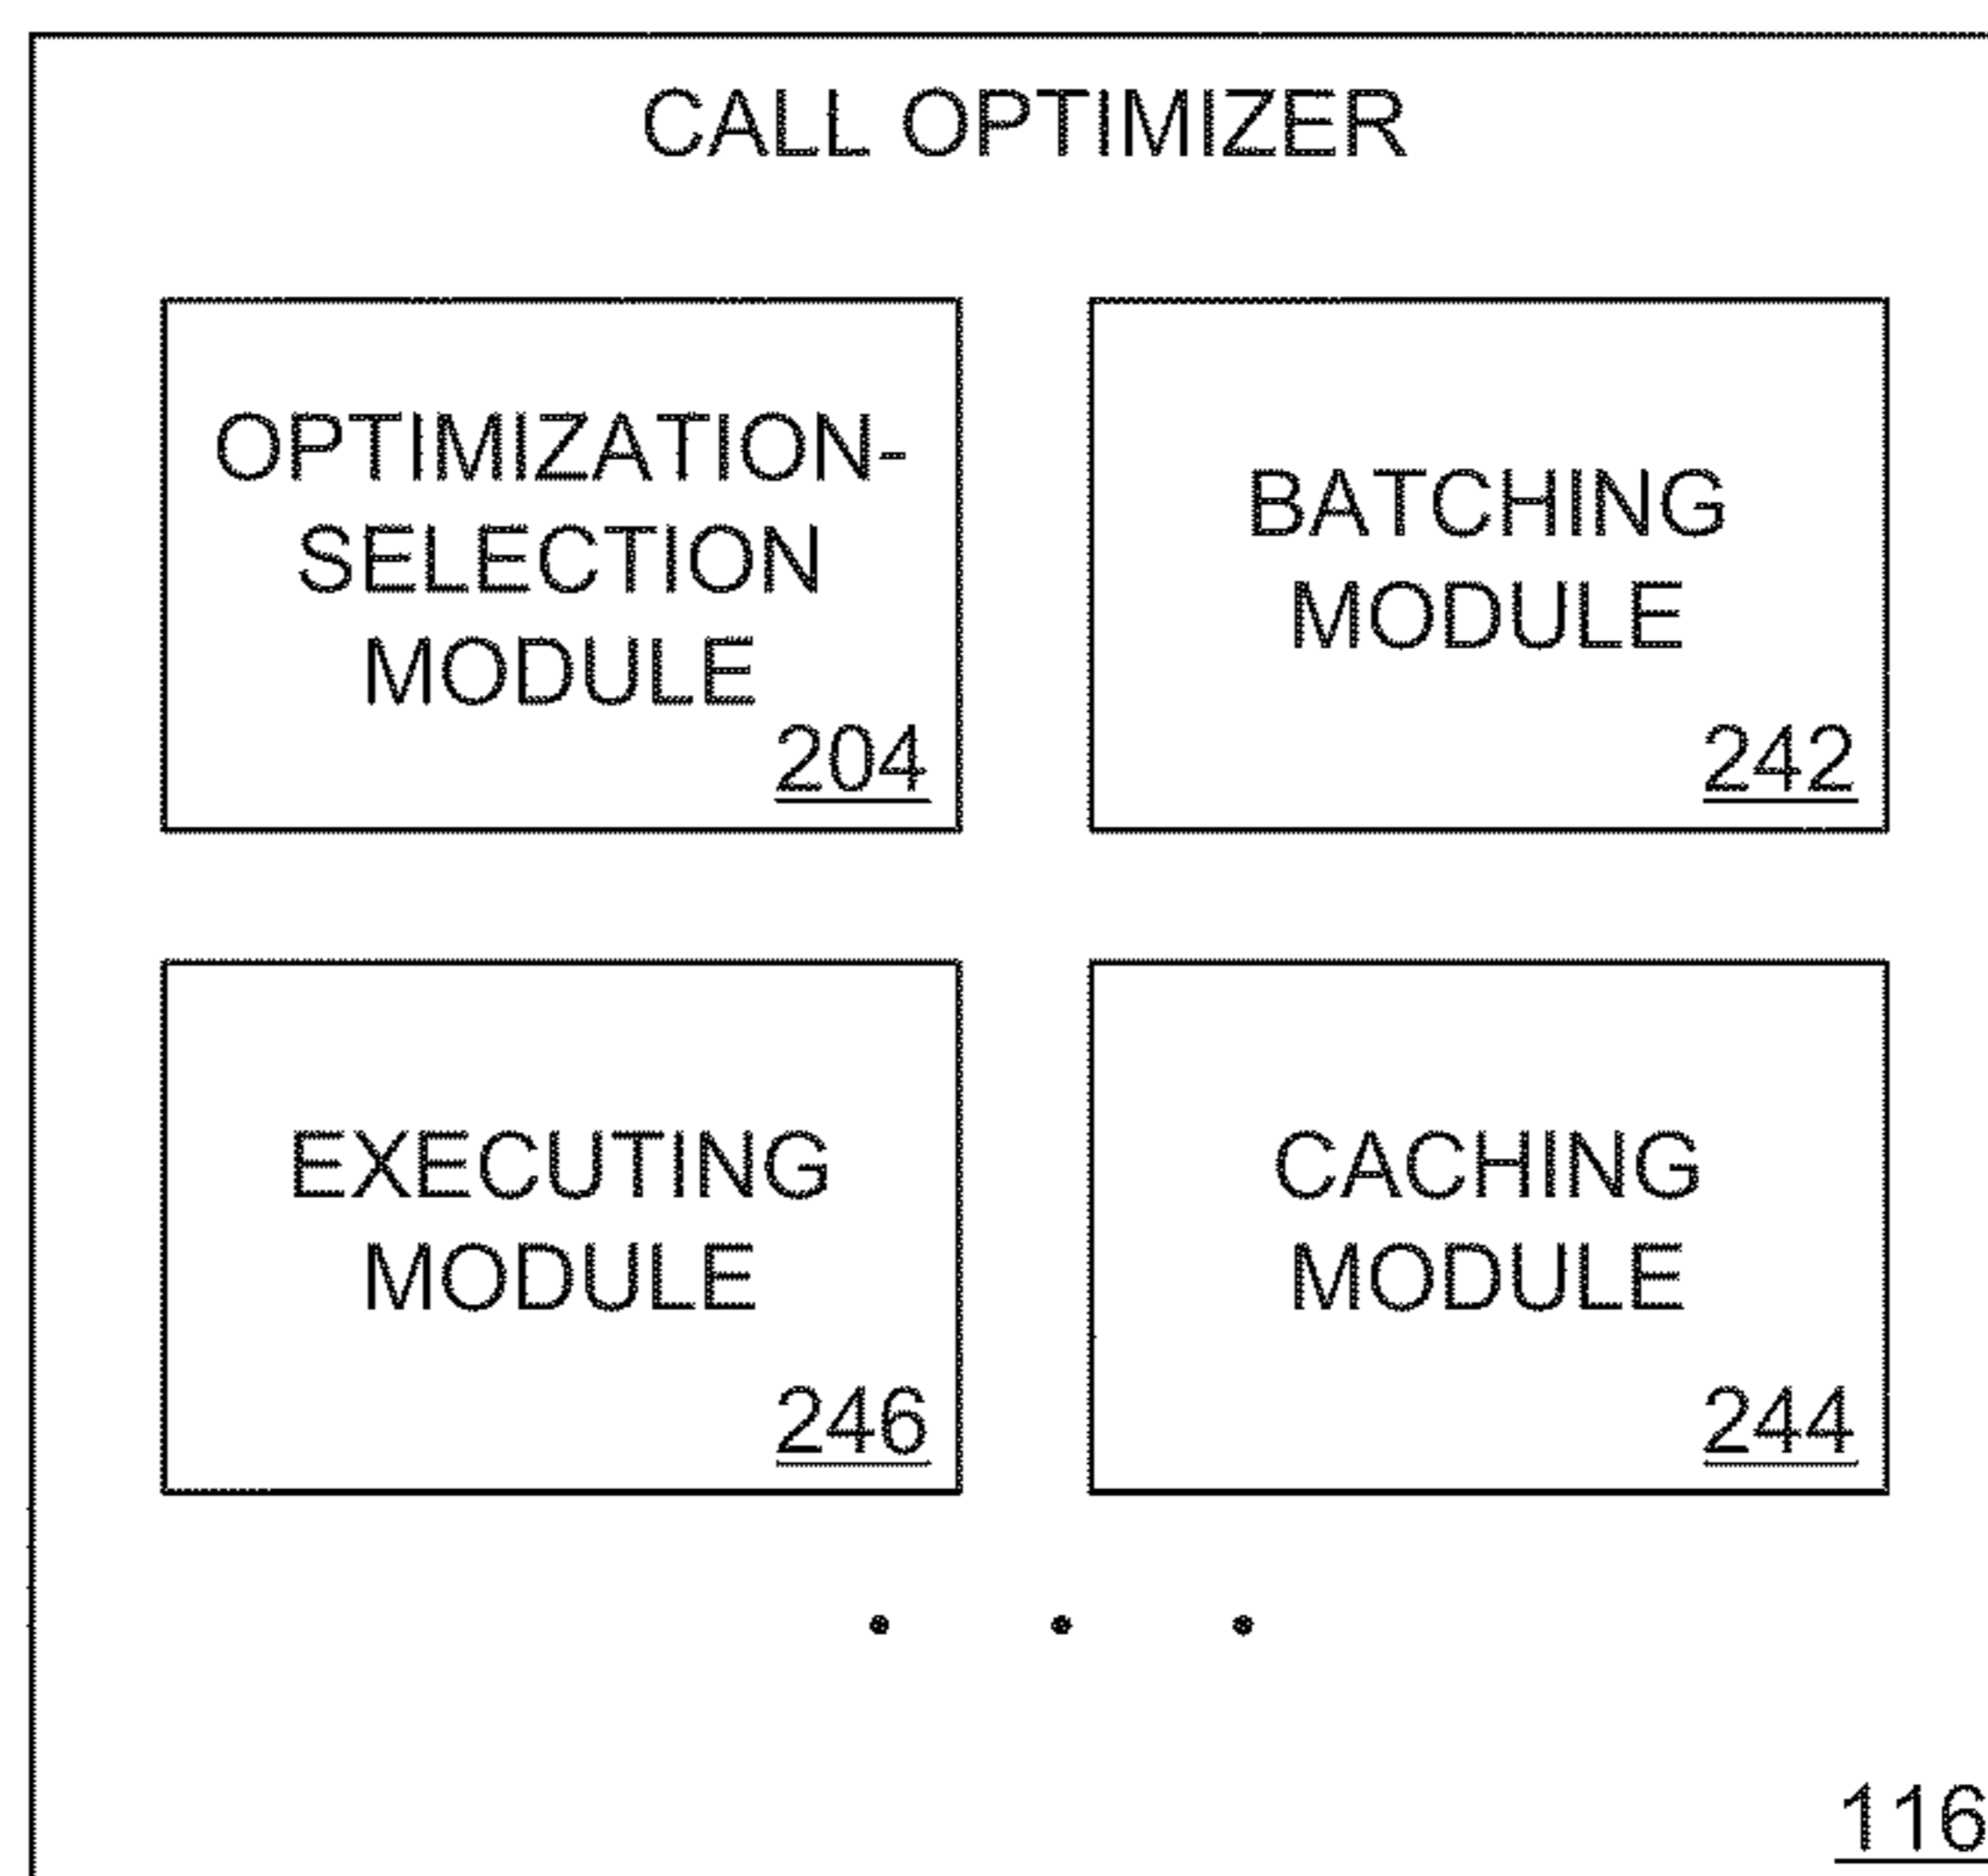 CALL OPTIMIZER
OPTIMIZATION-
SELECTION
MODULE
204
BATCHING
MODULE
242
EXECUTING
MODULE
246
CACHING
MODULE
244
116